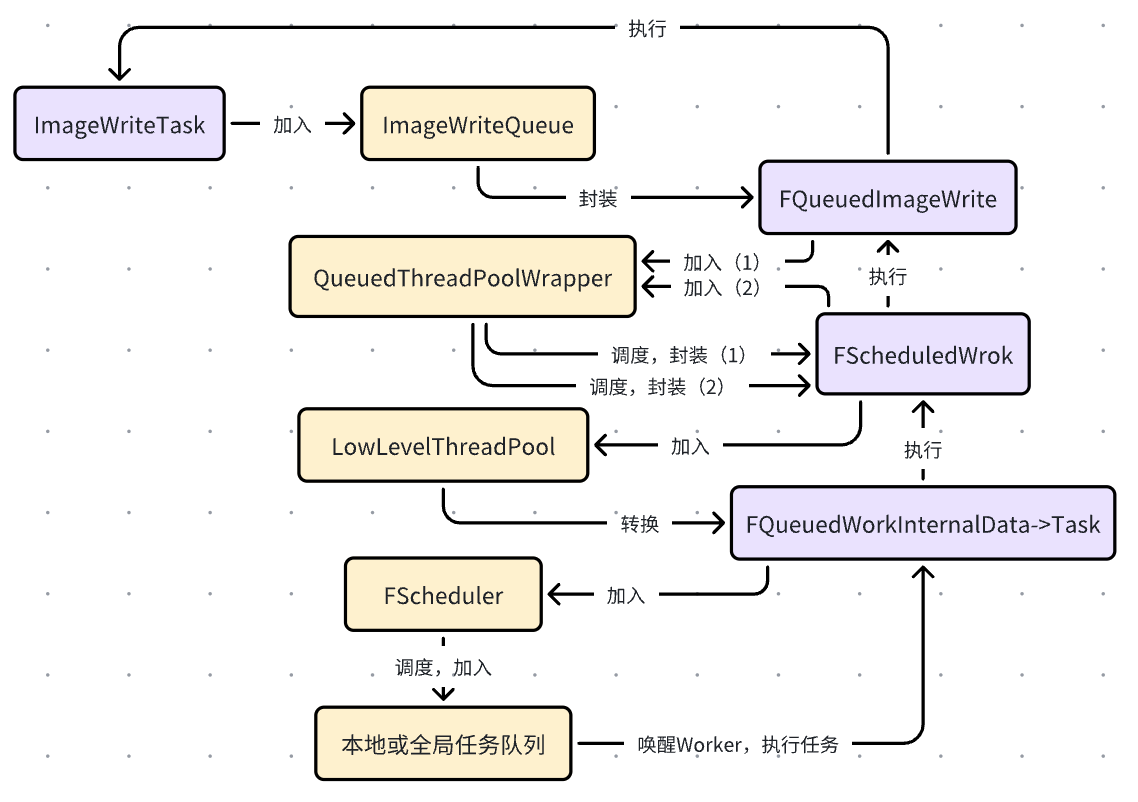 执行
ImageWriteTask
加入
ImageWriteQueue
封装
FQueuedImageWrite
QueuedThreadPoolWrapper
加入（1）
加入（2）
执行
调度，封装（1）
调度，封装（2）
FScheduledWrok
LowLevelThreadPool
加入
执行
转换
FQueuedWorkInternalData->Task
FScheduler
加入
调度，加入
本地或全局任务队列
唤醒Worker，执行任务